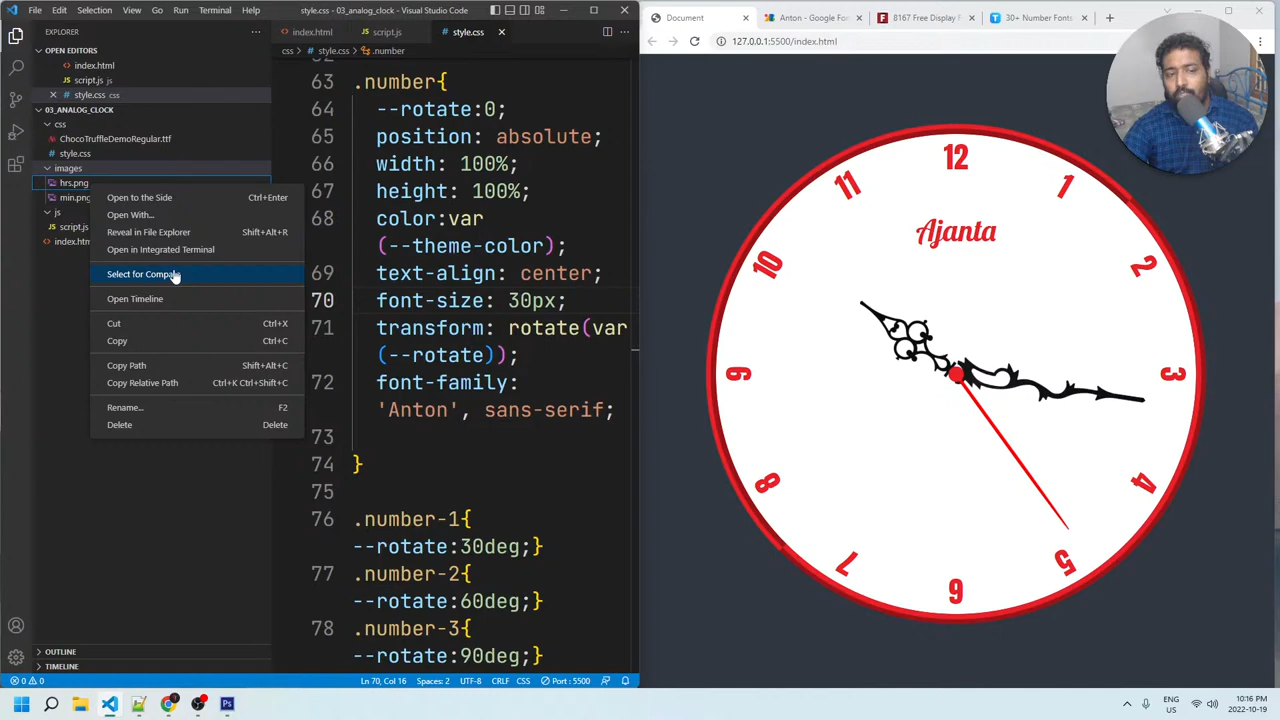 File Edit Selection View Go Run Terminal
style.css - 03_analog_clock - Visual Studio Code
EXPLORER
OPEN EDITORS
index.html
script.js js
style.css css
03_ANALOG_CLOCK
css
ChocoTruffleDemoRegular.ttf
style.css
images
hrs.png
min.png
js
script.js
index.html
OUTLINE
TIMELINE
Open to the Side Ctrl+Enter
Open With...
Reveal in File Explorer Shift+Alt+R
Open in Integrated Terminal
Select for Compa
Open Timeline
Cut Ctrl+X
Copy Ctrl+C
Copy Path Shift+Alt+C
Copy Relative Path Ctrl+K Ctrl+Shift+C
Rename... F2
Delete Delete
index.html script.js style.css
css > style.css > .number
62
63 .number{
64 --rotate:0;
65 position: absolute;
66 width: 100%;
67 height: 100%;
68 color:var
(--theme-color);
69 text-align: center;
70 font-size: 30px;
71 transform: rotate(var
(--rotate));
72 font-family:
'Anton', sans-serif;
73
74 }
75
76 .number-1{
--rotate:30deg;}
77 .number-2{
--rotate:60deg;}
78 .number-3{
--rotate:90deg;}
0 0
Ln 70, Col 16 Spaces: 2 UTF-8 CRLF CSS Port : 5500
Document
Anton - Google Fon
8167 Free Display F
30+ Number Fonts
127.0.0.1:5500/index.html
12
1
2
3
4
5
6
7
8
9
10
11
Ajanta
Ps
ENG
US
10:16 PM
2022-10-19